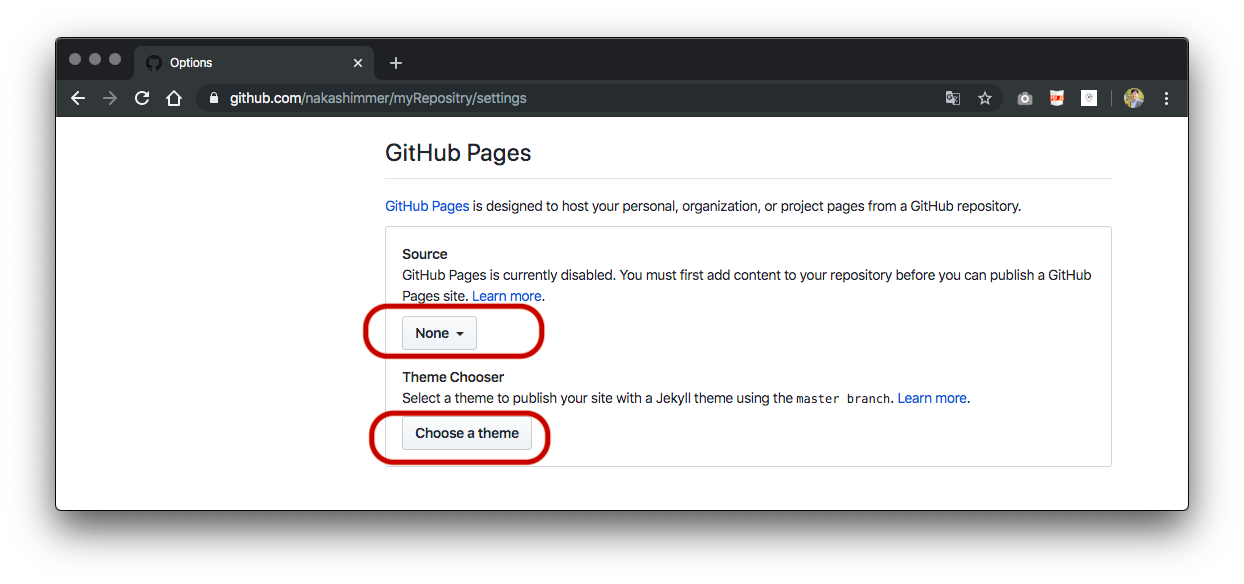 Options
github.com/nakashimmer/myRepositry/settings
GitHub Pages
GitHub Pages is designed to host your personal, organization, or project pages from a GitHub repository.
Source
GitHub Pages is currently disabled. You must first add content to your repository before you can publish a GitHub
Pages site. Learn more.
None
Theme Chooser
Select a theme to publish your site with a Jekyll theme using the master branch. Learn more.
Choose a theme